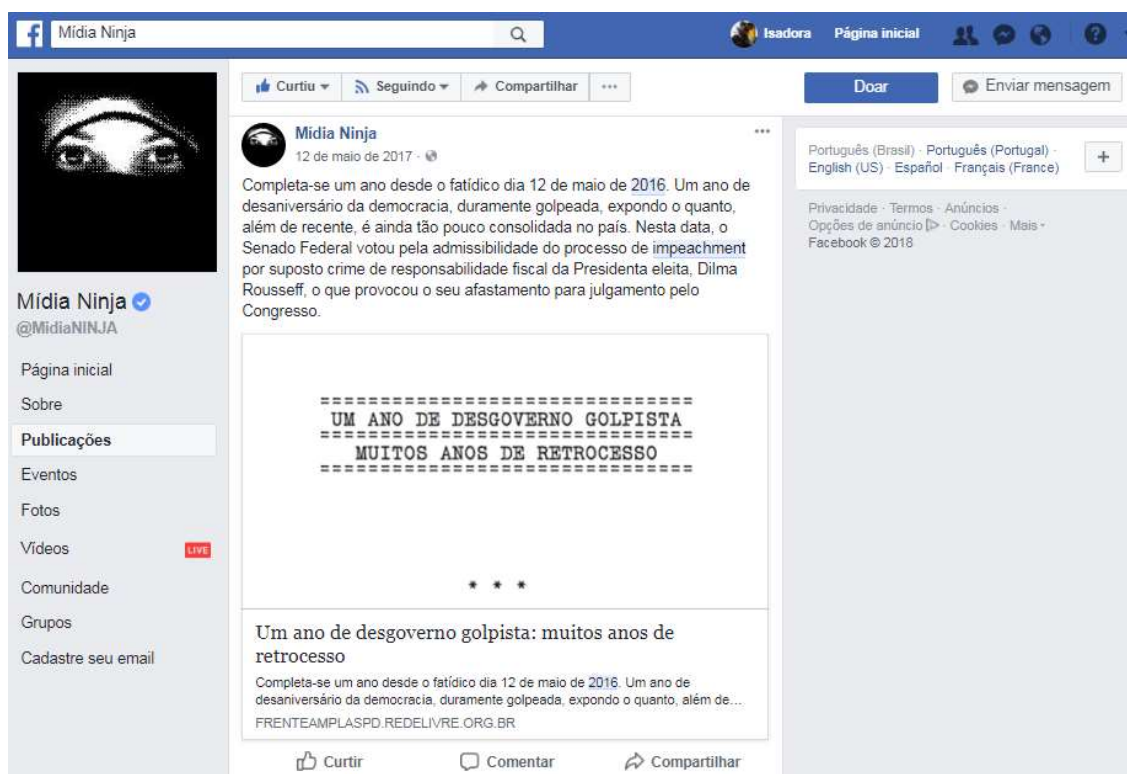 Mídia Ninja
Isadora
Página inicial
Curtiu
Seguindo
Compartilhar
Doar
Enviar mensagem
Mídia Ninja
@MidiaNINJA
Página inicial
Sobre
Publicações
Eventos
Fotos
Vídeos LIVE
Comunidade
Grupos
Cadastre seu email
Mídia Ninja
12 de maio de 2017 ·
Completa-se um ano desde o fatídico dia 12 de maio de 2016. Um ano de
desaniversário da democracia, duramente golpeada, expondo o quanto,
além de recente, é ainda tão pouco consolidada no país. Nesta data, o
Senado Federal votou pela admissibilidade do processo de impeachment
por suposto crime de responsabilidade fiscal da Presidenta eleita, Dilma
Rousseff, o que provocou o seu afastamento para julgamento pelo
Congresso.
=================================
UM ANO DE DESGOVERNO GOLPISTA
=================================
MUITOS ANOS DE RETROCESSO
=================================
* * *
Um ano de desgoverno golpista: muitos anos de
retrocesso
Completa-se um ano desde o fatídico dia 12 de maio de 2016. Um ano de
desaniversário da democracia, duramente golpeada, expondo o quanto, além de...
FRENTEAMPLASPD.REDELIVRE.ORG.BR
Curtir
Comentar
Compartilhar
Português (Brasil) · Português (Portugal) ·
English (US) · Español · Français (France)
Privacidade · Termos · Anúncios ·
Opções de anúncio · Cookies · Mais
Facebook © 2018